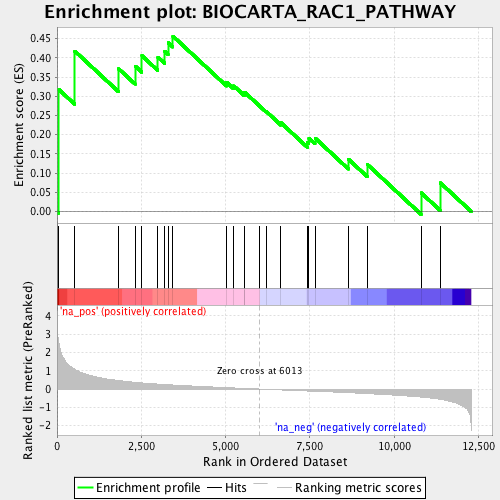 Enrichment plot: BIOCARTA_RAC1_PATHWAY
Enrichment score (ES)
0.45
0.40
0.35
0.30
0.25
0.20
0.15
0.10
0.05
0.00
'na_pos' (positively correlated)
Ranked list metric (PreRanked)
4
3
2
1
0
-1
-2
Zero cross at 6013
'na_neg' (negatively correlated)
0 2,500 5,000 7,500 10,000 12,500
Rank in Ordered Dataset
Enrichment profile Hits Ranking metric scores